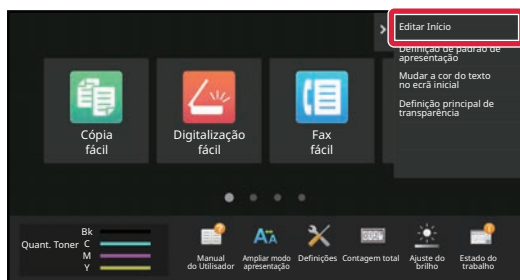 Editar Início
Definição de padrão de
apresentação
Mudar a cor do texto
no ecrã inicial
Definição principal de
transparência
Cópia
fácil
Digitalização
fácil
Fax
fácil
Quant. Toner
Bk
C
M
Y
Manual
do Utilisador
Ampliar modo
apresentação
Definições
Contagem total
Ajuste do
brilho
Estado do
trabalho